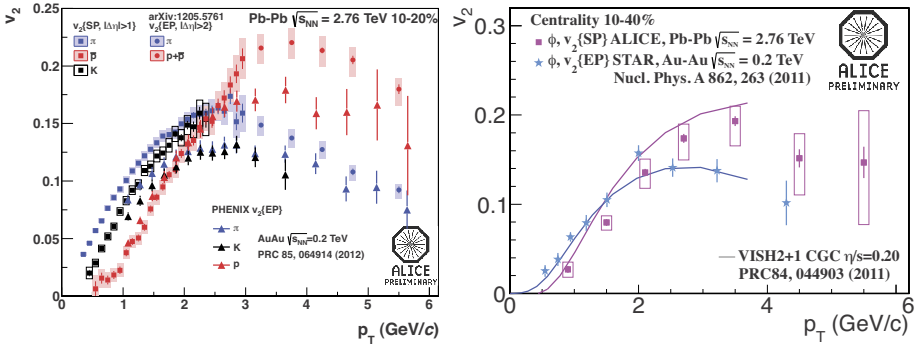 v₂
0.25
0.2
0.15
0.1
0.05
0
arXiv:1205.5761
Pb-Pb √sNN = 2.76 TeV 10-20%
v₂{SP, |Δη|>1} v₂{EP, |Δη|>2}
π π
p̄ p+p̄
K
PHENIX v₂{EP}
π
K
p
AuAu √sNN=0.2 TeV
PRC 85, 064914 (2012)
ALICE
PRELIMINARY
0 1 2 3 4 5 6
pT (GeV/c)
v₂
0.3
0.2
0.1
0
Centrality 10-40%
ϕ, v₂{SP} ALICE, Pb-Pb √sNN = 2.76 TeV
ϕ, v₂{EP} STAR, Au-Au √sNN = 0.2 TeV
Nucl. Phys. A 862, 263 (2011)
ALICE
PRELIMINARY
VISH2+1 CGC η/s=0.20
PRC84, 044903 (2011)
0 2 4 6
pT (GeV/c)